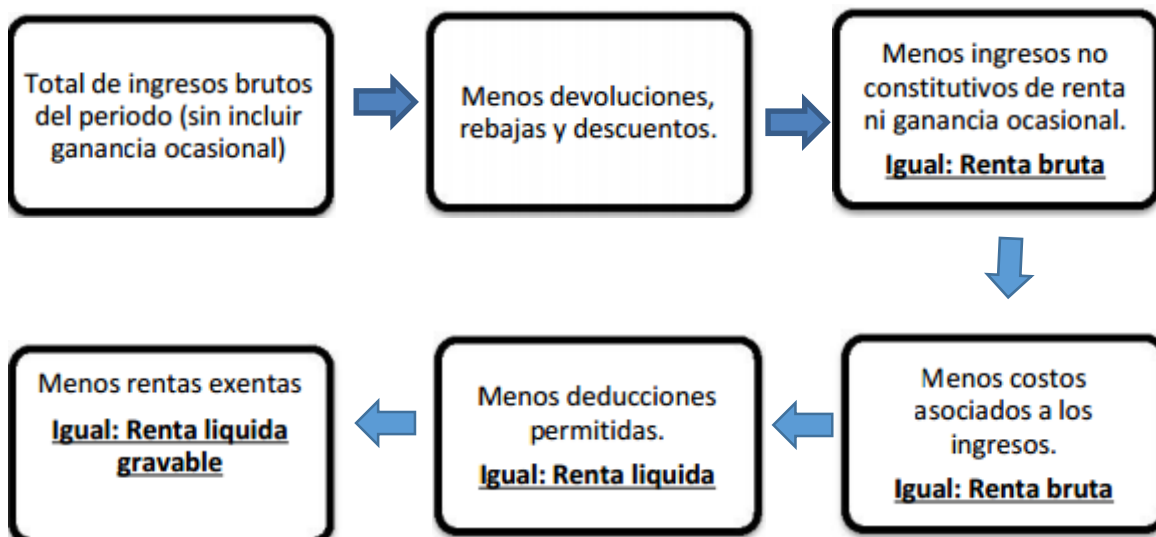 Total de ingresos brutos
del periodo (sin incluir
ganancia ocasional)
Menos devoluciones,
rebajas y descuentos.
Menos ingresos no
constitutivos de renta
ni ganancia ocasional.
Igual: Renta bruta
Menos costos
asociados a los
ingresos.
Igual: Renta bruta
Menos deducciones
permitidas.
Igual: Renta liquida
Menos rentas exentas
Igual: Renta liquida
gravable